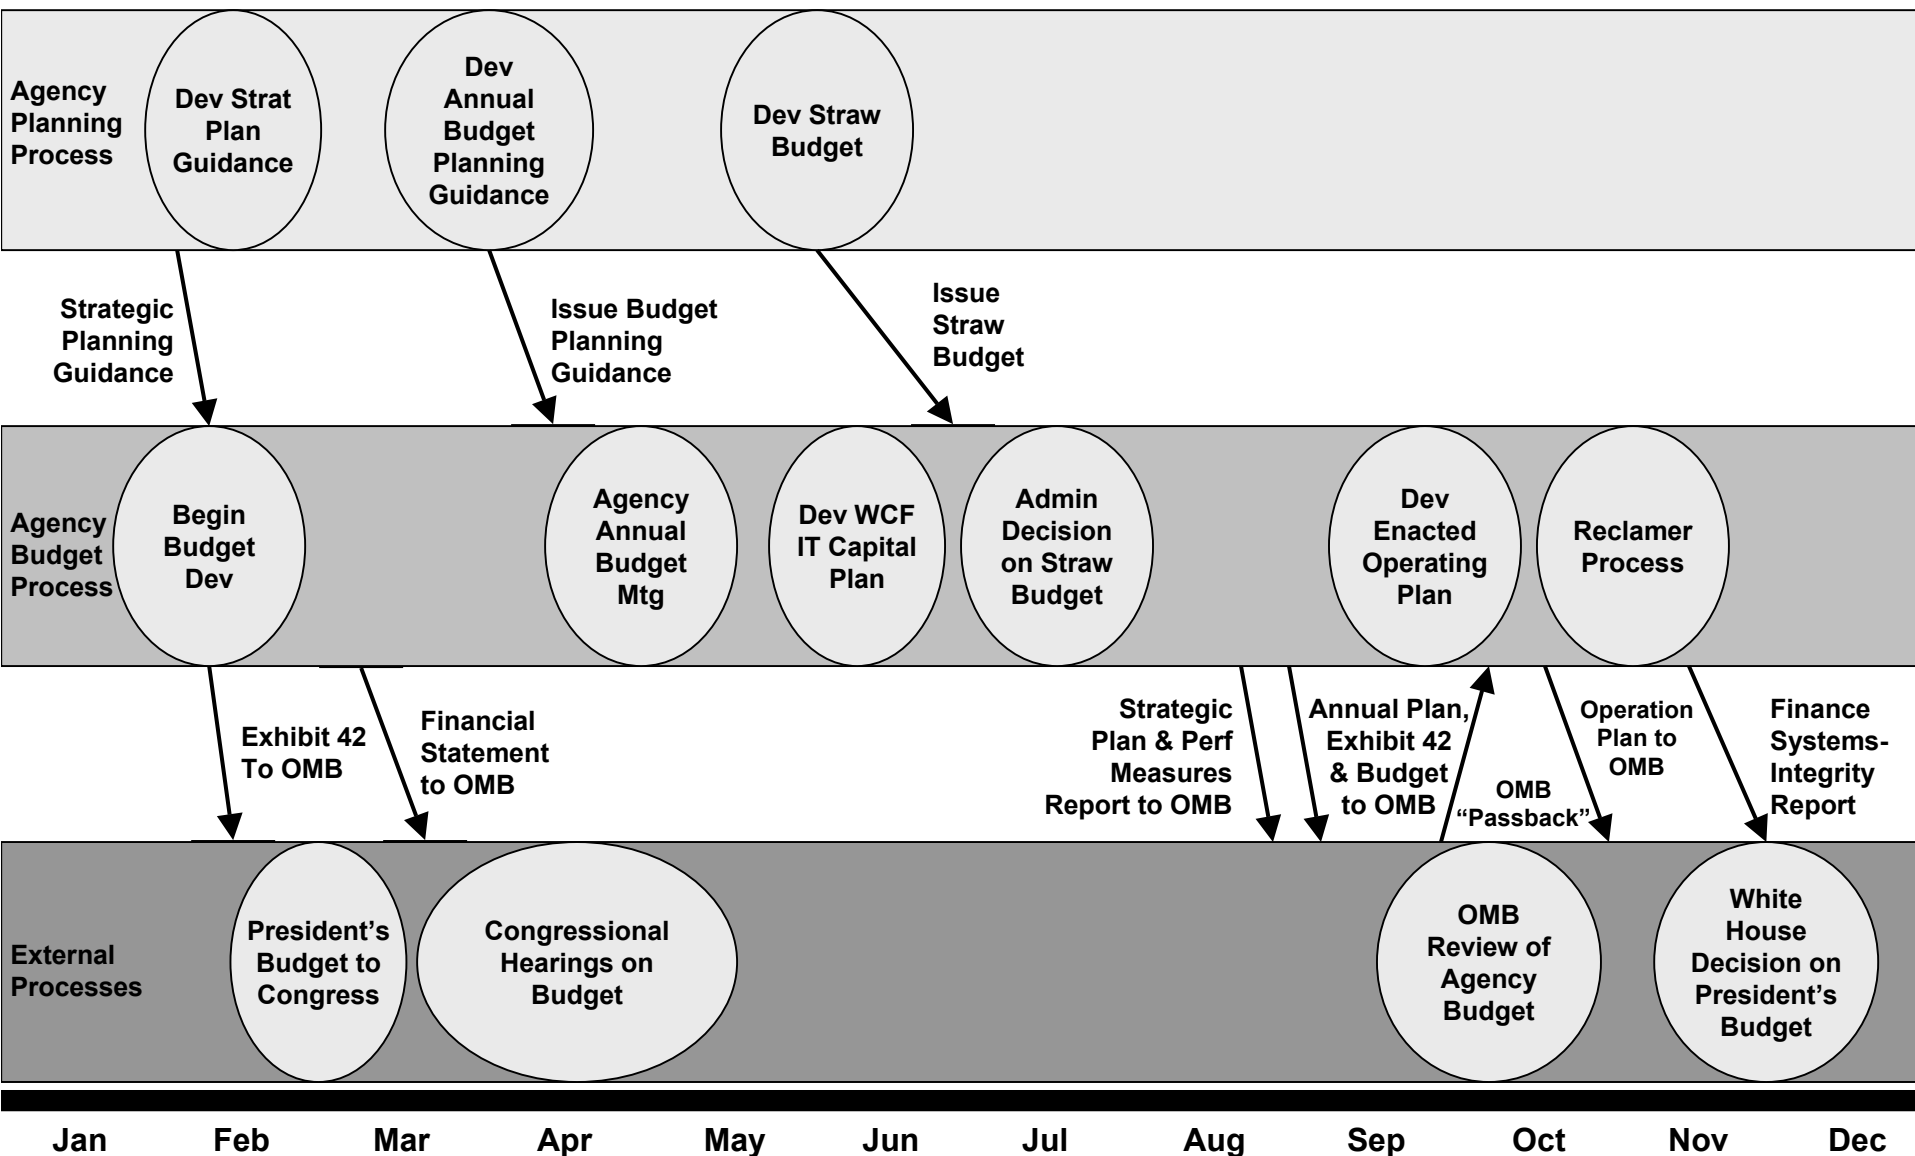 Agency
Planning
Process
Dev Strat
Plan
Guidance
Dev
Annual
Budget
Planning
Guidance
Dev Straw
Budget
Strategic
Planning
Guidance
Issue Budget
Planning
Guidance
Issue
Straw
Budget
Agency
Budget
Process
Begin
Budget
Dev
Agency
Annual
Budget
Mtg
Dev WCF
IT Capital
Plan
Admin
Decision
on Straw
Budget
Dev
Enacted
Operating
Plan
Reclamer
Process
Exhibit 42
To OMB
Financial
Statement
to OMB
Strategic
Plan & Perf
Measures
Report to OMB
Annual Plan,
Exhibit 42
& Budget
to OMB
OMB
“Passback”
Operation
Plan to
OMB
Finance
Systems-
Integrity
Report
External
Processes
President’s
Budget to
Congress
Congressional
Hearings on
Budget
OMB
Review of
Agency
Budget
White
House
Decision on
President’s
Budget
Jan Feb Mar Apr May Jun Jul Aug Sep Oct Nov Dec